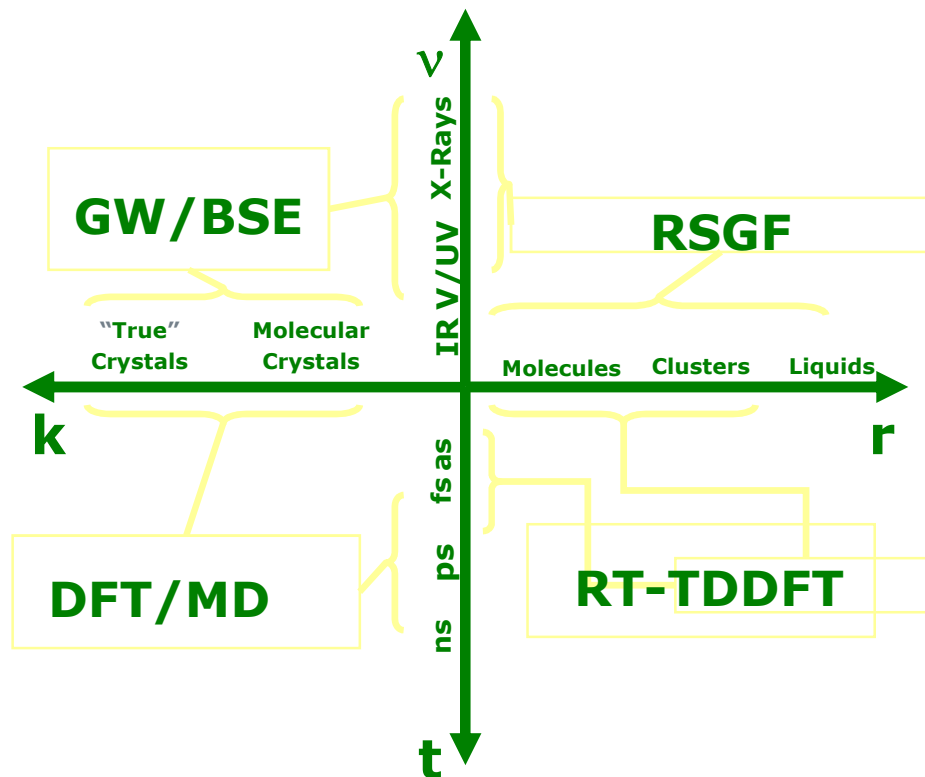 ν
X-Rays
V/UV
IR
GW/BSE
RSGF
“True”
Crystals
Molecular
Crystals
Molecules
Clusters
Liquids
k
r
as
fs
ps
ns
DFT/MD
RT-TDDFT
t